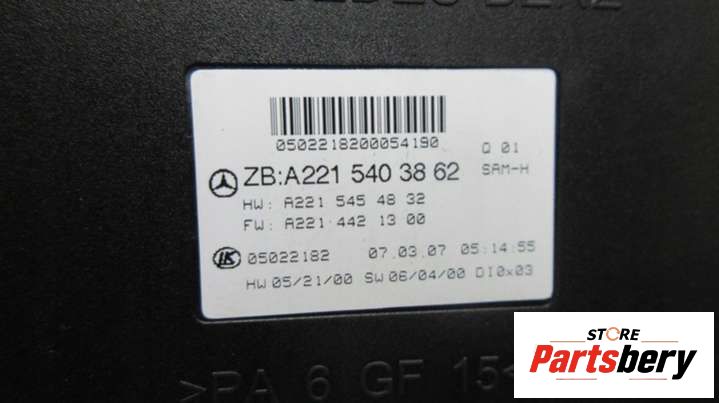 0502218200054190
Q 01
ZB:A221 540 38 62
SAM-H
HW: A221 545 48 32
FW: A221 442 13 00
IK 05022182 07.03.07 05:14:55
HW 05/21/00 SW 06/04/00 DI0x03
>PA 6 GF 15<
STORE
Partsbery